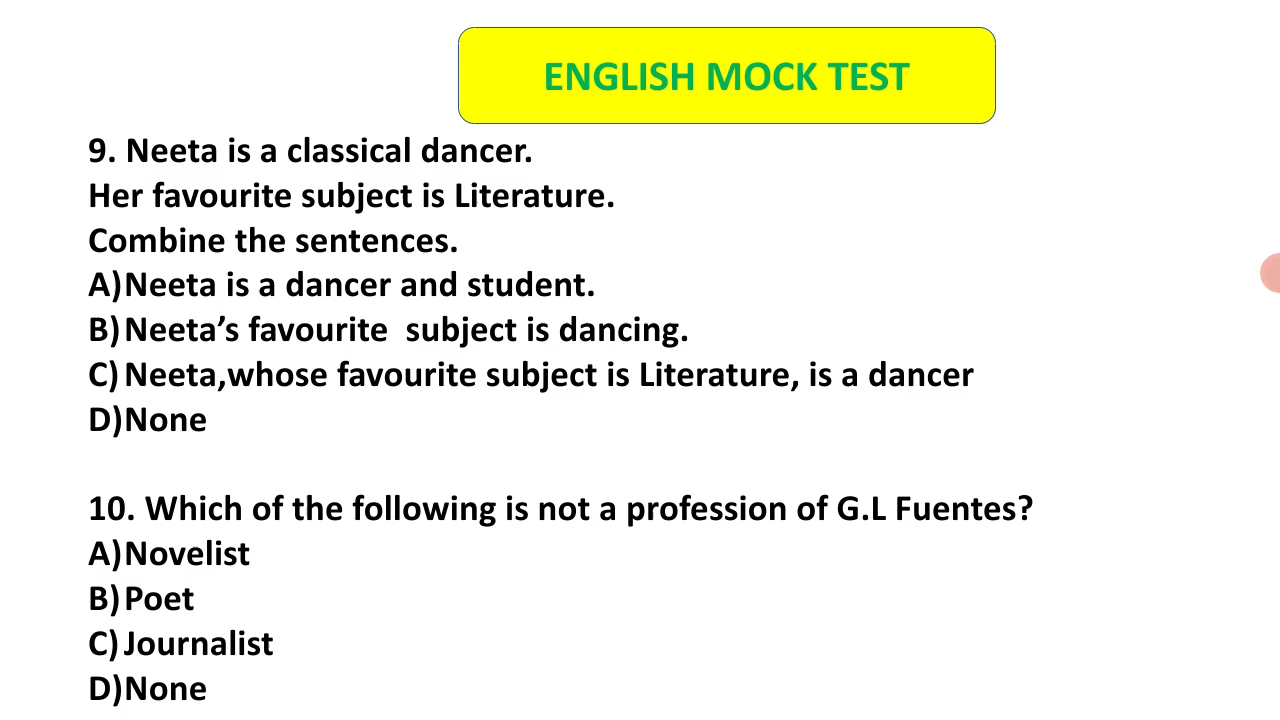 ENGLISH MOCK TEST
9. Neeta is a classical dancer.
Her favourite subject is Literature.
Combine the sentences.
A)Neeta is a dancer and student.
B)Neeta’s favourite  subject is dancing.
C)Neeta,whose favourite subject is Literature, is a dancer
D)None
10. Which of the following is not a profession of G.L Fuentes?
A)Novelist
B)Poet
C)Journalist
D)None